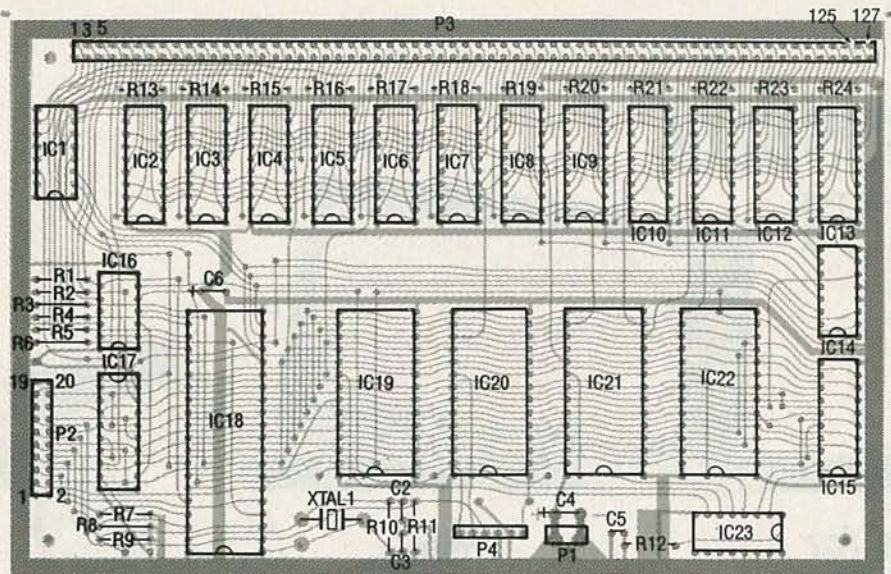 1 3 5 P3 125 127
R13 R14 R15 R16 R17 R18 R19 R20 R21 R22 R23 R24
IC1 IC2 IC3 IC4 IC5 IC6 IC7 IC8 IC9
IC10 IC11 IC12 IC13
R1 IC16
R2 C6
R3
R4
R5
R6 IC14
IC17
19 20 IC19 IC20 IC21 IC22
P2 IC18
1 2 IC15
R7 XTAL1 C2 C4
R8 R10 R11 C5 IC23
R9 C3 P4 P1 R12